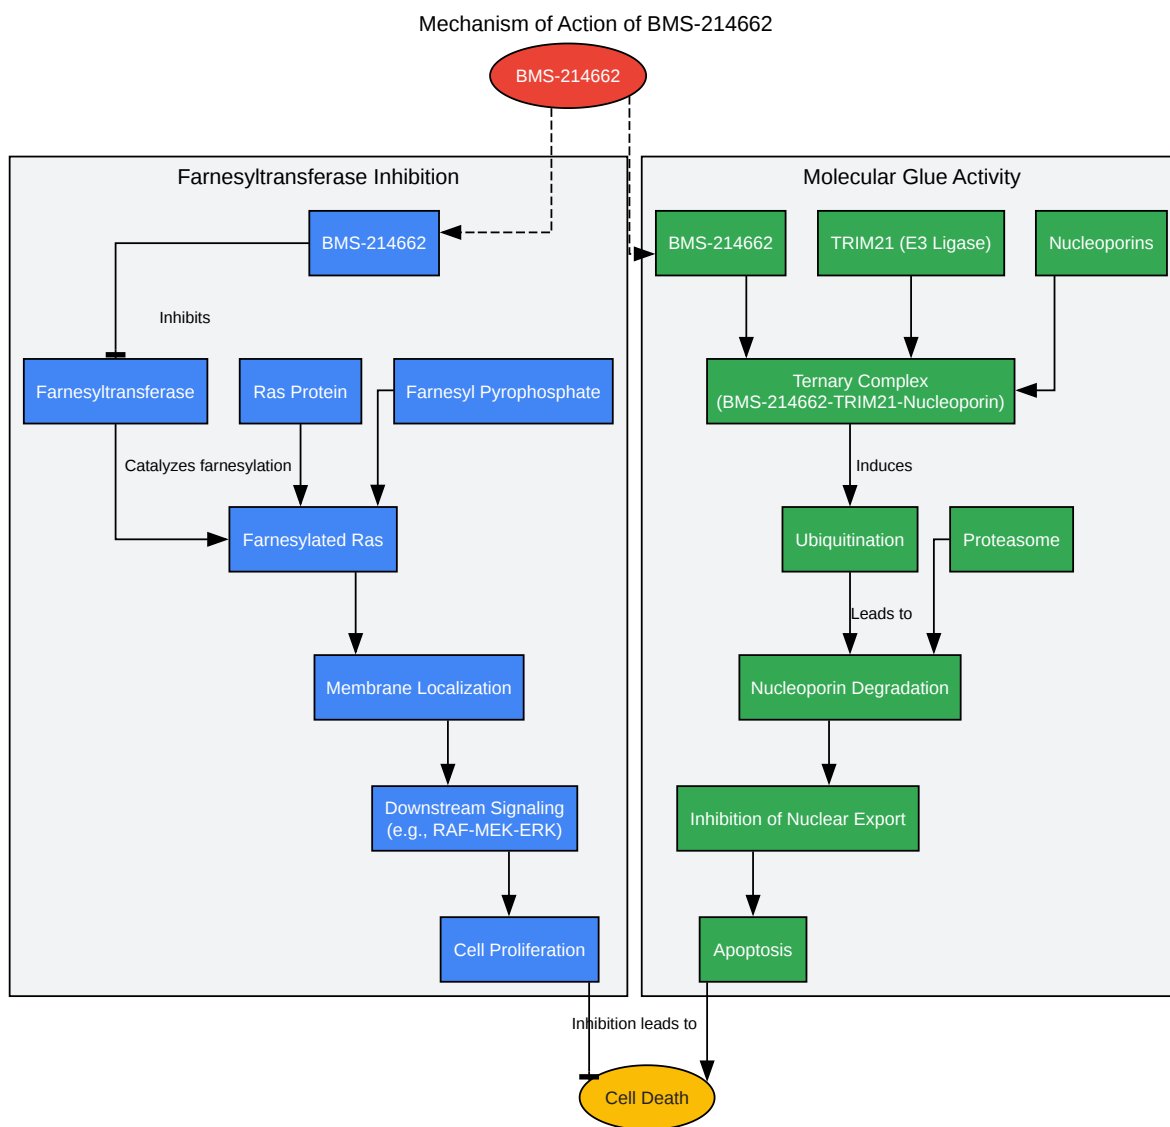 Mechanism of Action of BMS-214662
BMS-214662
Farnesyltransferase Inhibition
BMS-214662
Inhibits
Farnesyltransferase
Ras Protein
Farnesyl Pyrophosphate
Catalyzes farnesylation
Farnesylated Ras
Membrane Localization
Downstream Signaling
(e.g., RAF-MEK-ERK)
Cell Proliferation
Molecular Glue Activity
BMS-214662
TRIM21 (E3 Ligase)
Nucleoporins
Ternary Complex
(BMS-214662-TRIM21-Nucleoporin)
Induces
Ubiquitination
Proteasome
Leads to
Nucleoporin Degradation
Inhibition of Nuclear Export
Apoptosis
Inhibition leads to
Cell Death